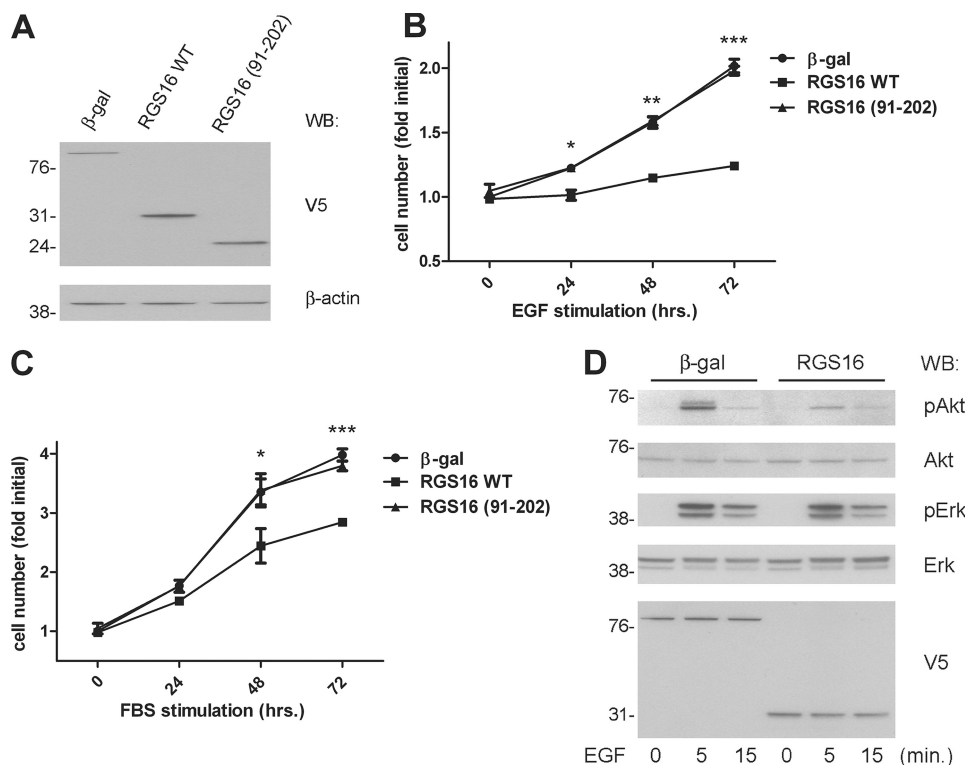 A
β-gal
RGS16 WT
RGS16 (91-202)
WB:
76-
31-
24-
V5
38-
β-actin
B
***
**
*
2.0
1.5
1.0
0.5
cell number (fold initial)
0
24
48
72
EGF stimulation (hrs.)
β-gal
RGS16 WT
RGS16 (91-202)
C
***
*
4
3
2
1
cell number (fold initial)
0
24
48
72
FBS stimulation (hrs.)
β-gal
RGS16 WT
RGS16 (91-202)
D
β-gal
RGS16
WB:
76-
pAkt
76-
Akt
38-
pErk
38-
Erk
76-
31-
V5
EGF 0 5 15 0 5 15 (min.)